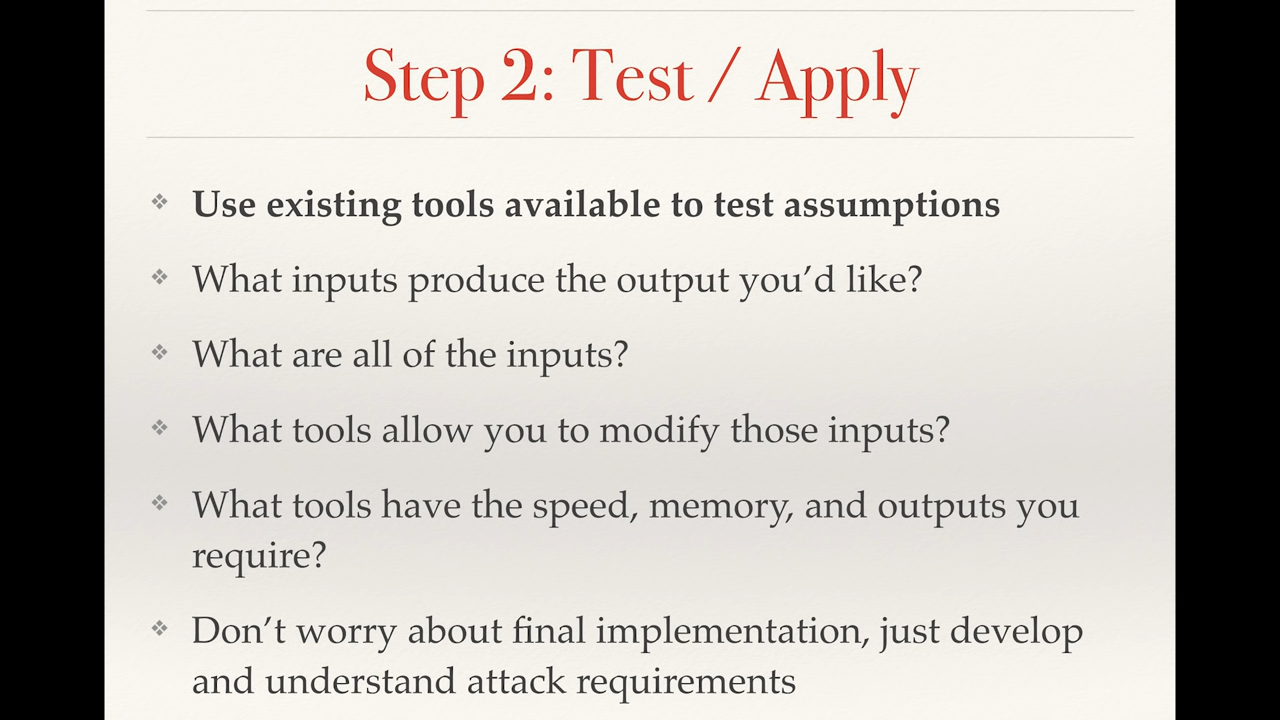 Step 2: Test / Apply
❖ Use existing tools available to test assumptions
❖ What inputs produce the output you’d like?
❖ What are all of the inputs?
❖ What tools allow you to modify those inputs?
❖ What tools have the speed, memory, and outputs you
require?
❖ Don’t worry about final implementation, just develop
and understand attack requirements